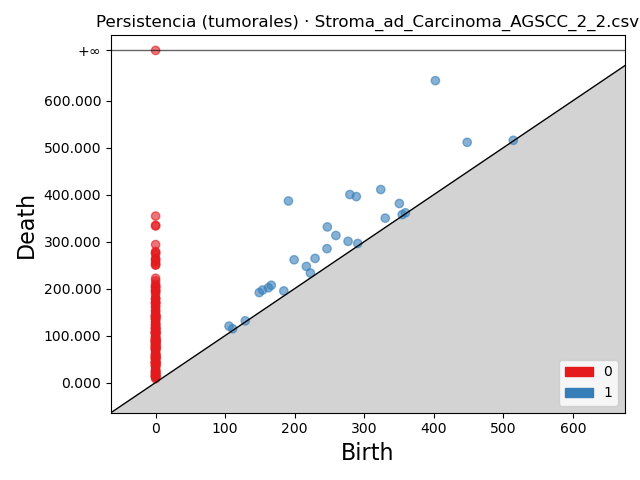 Persistencia (tumorales) · Stroma_ad_Carcinoma_AGSCC_2_2.csv
+∞
600.000
500.000
400.000
300.000
200.000
100.000
0.000
Death
0
1
0 100 200 300 400 500 600
Birth